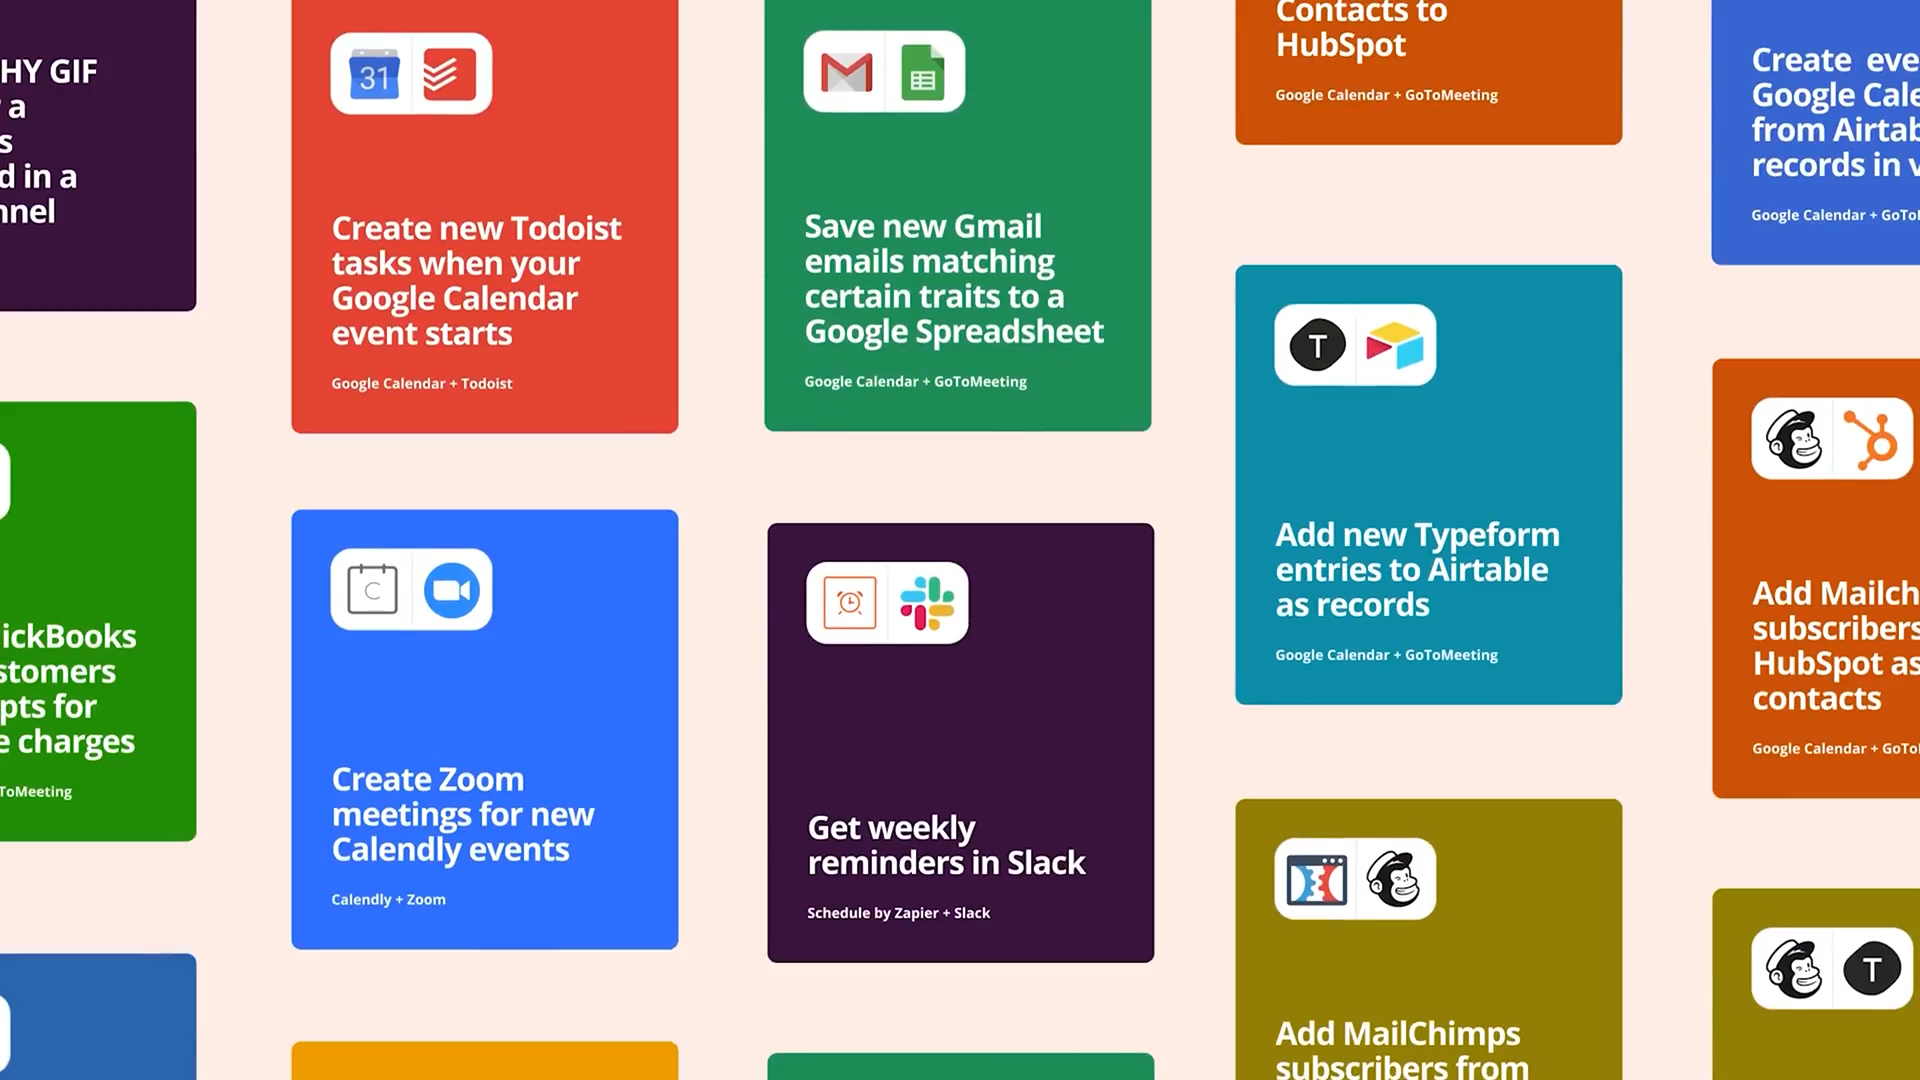 HY GIF
a
s
d in a
nnel
ickBooks
stomers
pts for
e charges
ToMeeting
31
Create new Todoist
tasks when your
Google Calendar
event starts
Google Calendar + Todoist
C
Create Zoom
meetings for new
Calendly events
Calendly + Zoom
Save new Gmail
emails matching
certain traits to a
Google Spreadsheet
Google Calendar + GoToMeeting
Get weekly
reminders in Slack
Schedule by Zapier + Slack
Contacts to
HubSpot
Google Calendar + GoToMeeting
T
Add new Typeform
entries to Airtable
as records
Google Calendar + GoToMeeting
Add MailChimps
subscribers from
Create eve
Google Cale
from Airtab
records in v
Google Calendar + GoTo
Add Mailch
subscribers
HubSpot as
contacts
Google Calendar + GoTo
T